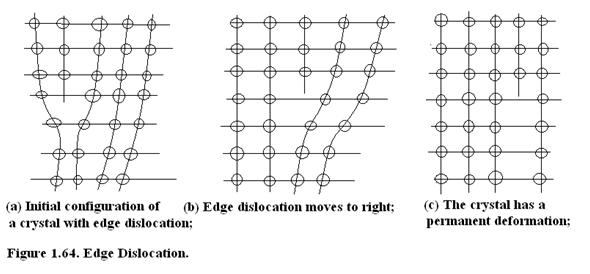 (a) Initial configuration of
a crystal with edge dislocation;
(b) Edge dislocation moves to right;
(c) The crystal has a
permanent deformation;
Figure 1.64. Edge Dislocation.